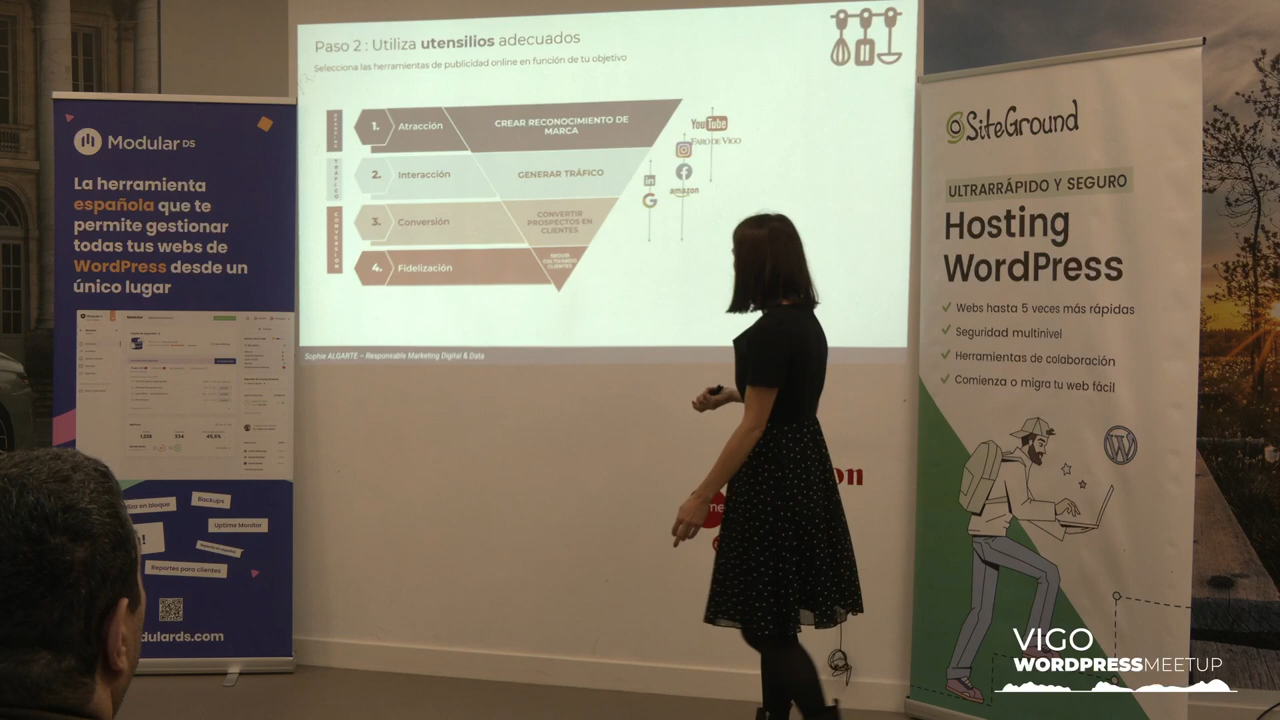 Paso 2 : Utiliza utensilios adecuados
Selecciona las herramientas de publicidad online en función de tu objetivo
1. Atracción
CREAR RECONOCIMIENTO DE
MARCA
2. Interacción
GENERAR TRÁFICO
3. Conversión
CONVERTIR
PROSPECTOS EN
CLIENTES
4. Fidelización
SEGUIR
CULTIVANDO
CLIENTES
YouTube
FARO DE VIGO
in
G
amazon
Sophie ALGARTE – Responsable Marketing Digital & Data
Modular DS
La herramienta
española que te
permite gestionar
todas tus webs de
WordPress desde un
único lugar
Backups
Uptime Monitor
Reportes para clientes
dulards.com
SiteGround
ULTRARRÁPIDO Y SEGURO
Hosting
WordPress
Webs hasta 5 veces más rápidas
Seguridad multinivel
Herramientas de colaboración
Comienza o migra tu web fácil
VIGO
WORDPRESSMEETUP